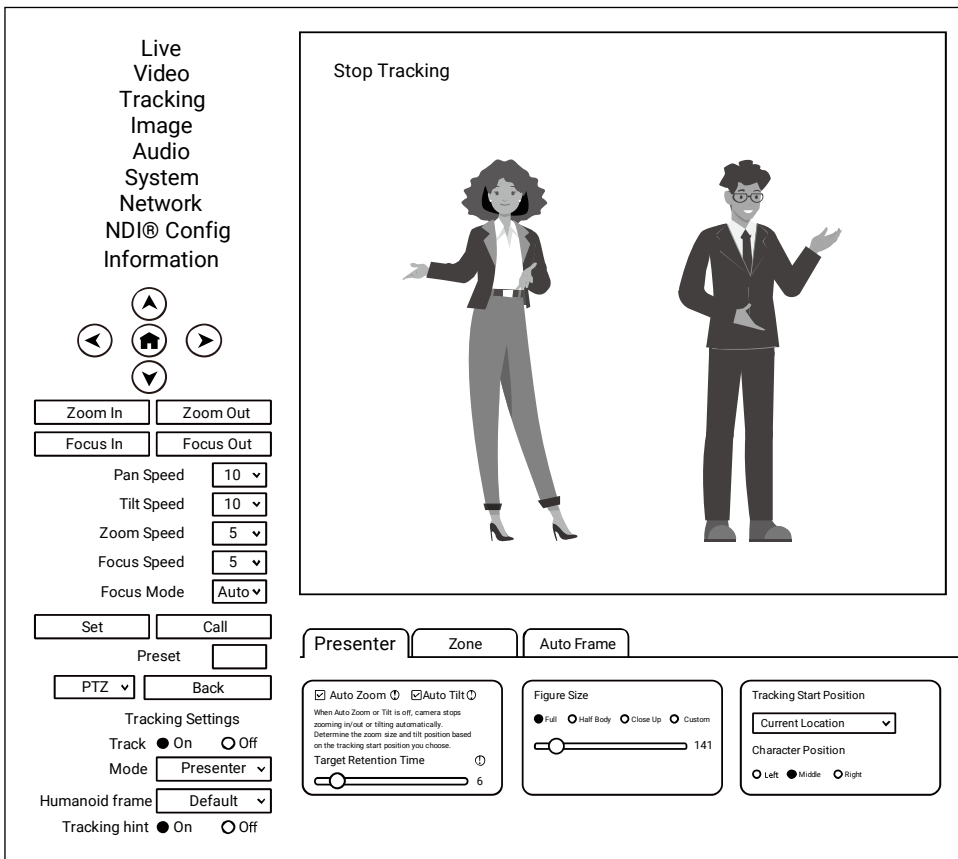 Live
Video
Tracking
Image
Audio
System
Network
NDI® Config
Information
Zoom In Zoom Out
Focus In Focus Out
Pan Speed 10
Tilt Speed 10
Zoom Speed 5
Focus Speed 5
Focus Mode Auto
Set Call
Preset
PTZ Back
Tracking Settings
Track On Off
Mode Presenter
Humanoid frame Default
Tracking hint On Off
Stop Tracking
Presenter Zone Auto Frame
Auto Zoom Auto Tilt
When Auto Zoom or Tilt is off, camera stops
zooming in/out or tilting automatically.
Determine the zoom size and tilt position based
on the tracking start position you choose.
Target Retention Time
6
Figure Size
Full Half Body Close Up Custom
141
Tracking Start Position
Current Location
Character Position
Left Middle Right